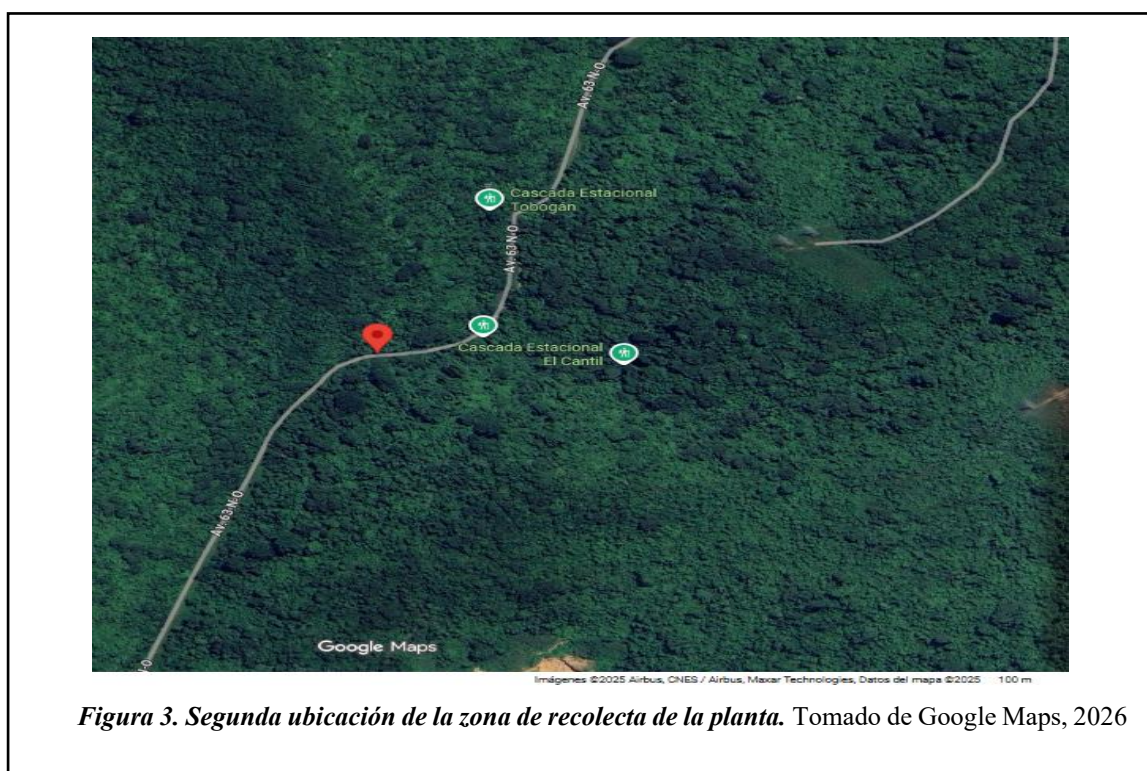 Av. 63 N-O
Cascada Estacional
Tobogán
Av. 63 N-O
Cascada Estacional
El Cantil
Av. 63 N-O
N-O
Google Maps
Imágenes ©2025 Airbus, CNES / Airbus, Maxar Technologies, Datos del mapa ©2025 100 m
Figura 3. Segunda ubicación de la zona de recolecta de la planta. Tomado de Google Maps, 2026